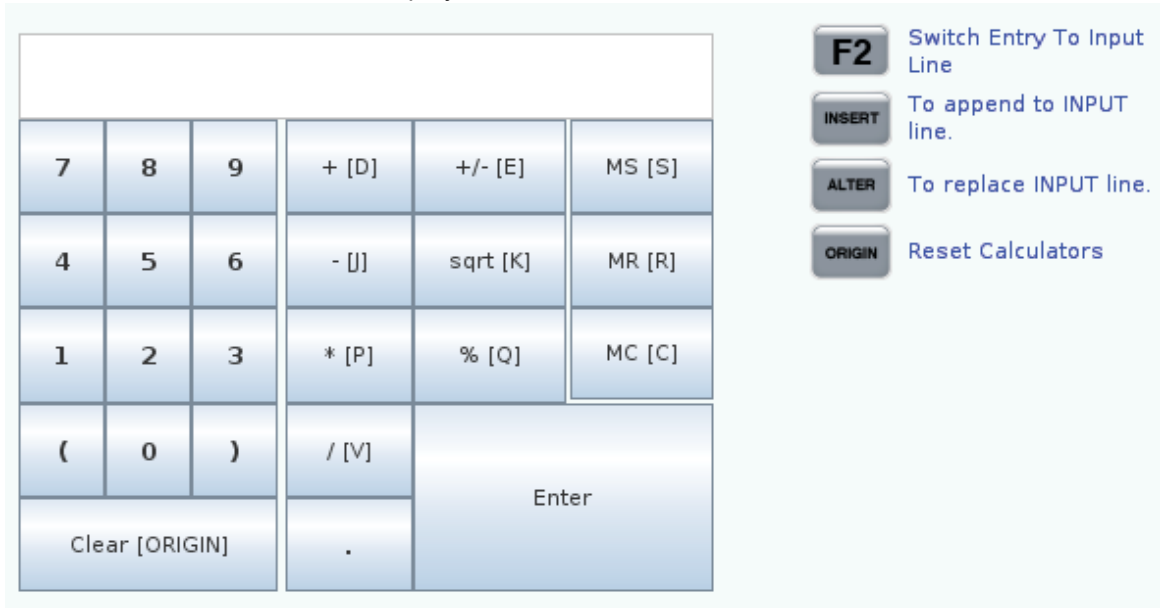 7 8 9 + [D] +/- [E] MS [S]
4 5 6 - [J] sqrt [K] MR [R]
1 2 3 * [P] % [Q] MC [C]
( 0 ) / [V]
Enter
Clear [ORIGIN] .
F2 Switch Entry To Input
Line
INSERT To append to INPUT
line.
ALTER To replace INPUT line.
ORIGIN Reset Calculators